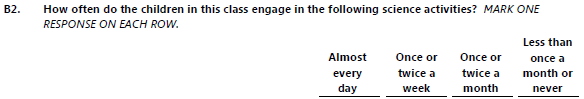 B2. How often do the children in this class engage in the following science activities? MARK ONE
RESPONSE ON EACH ROW.
Less than
Almost Once or Once or once a
every twice a twice a month or
day week month never